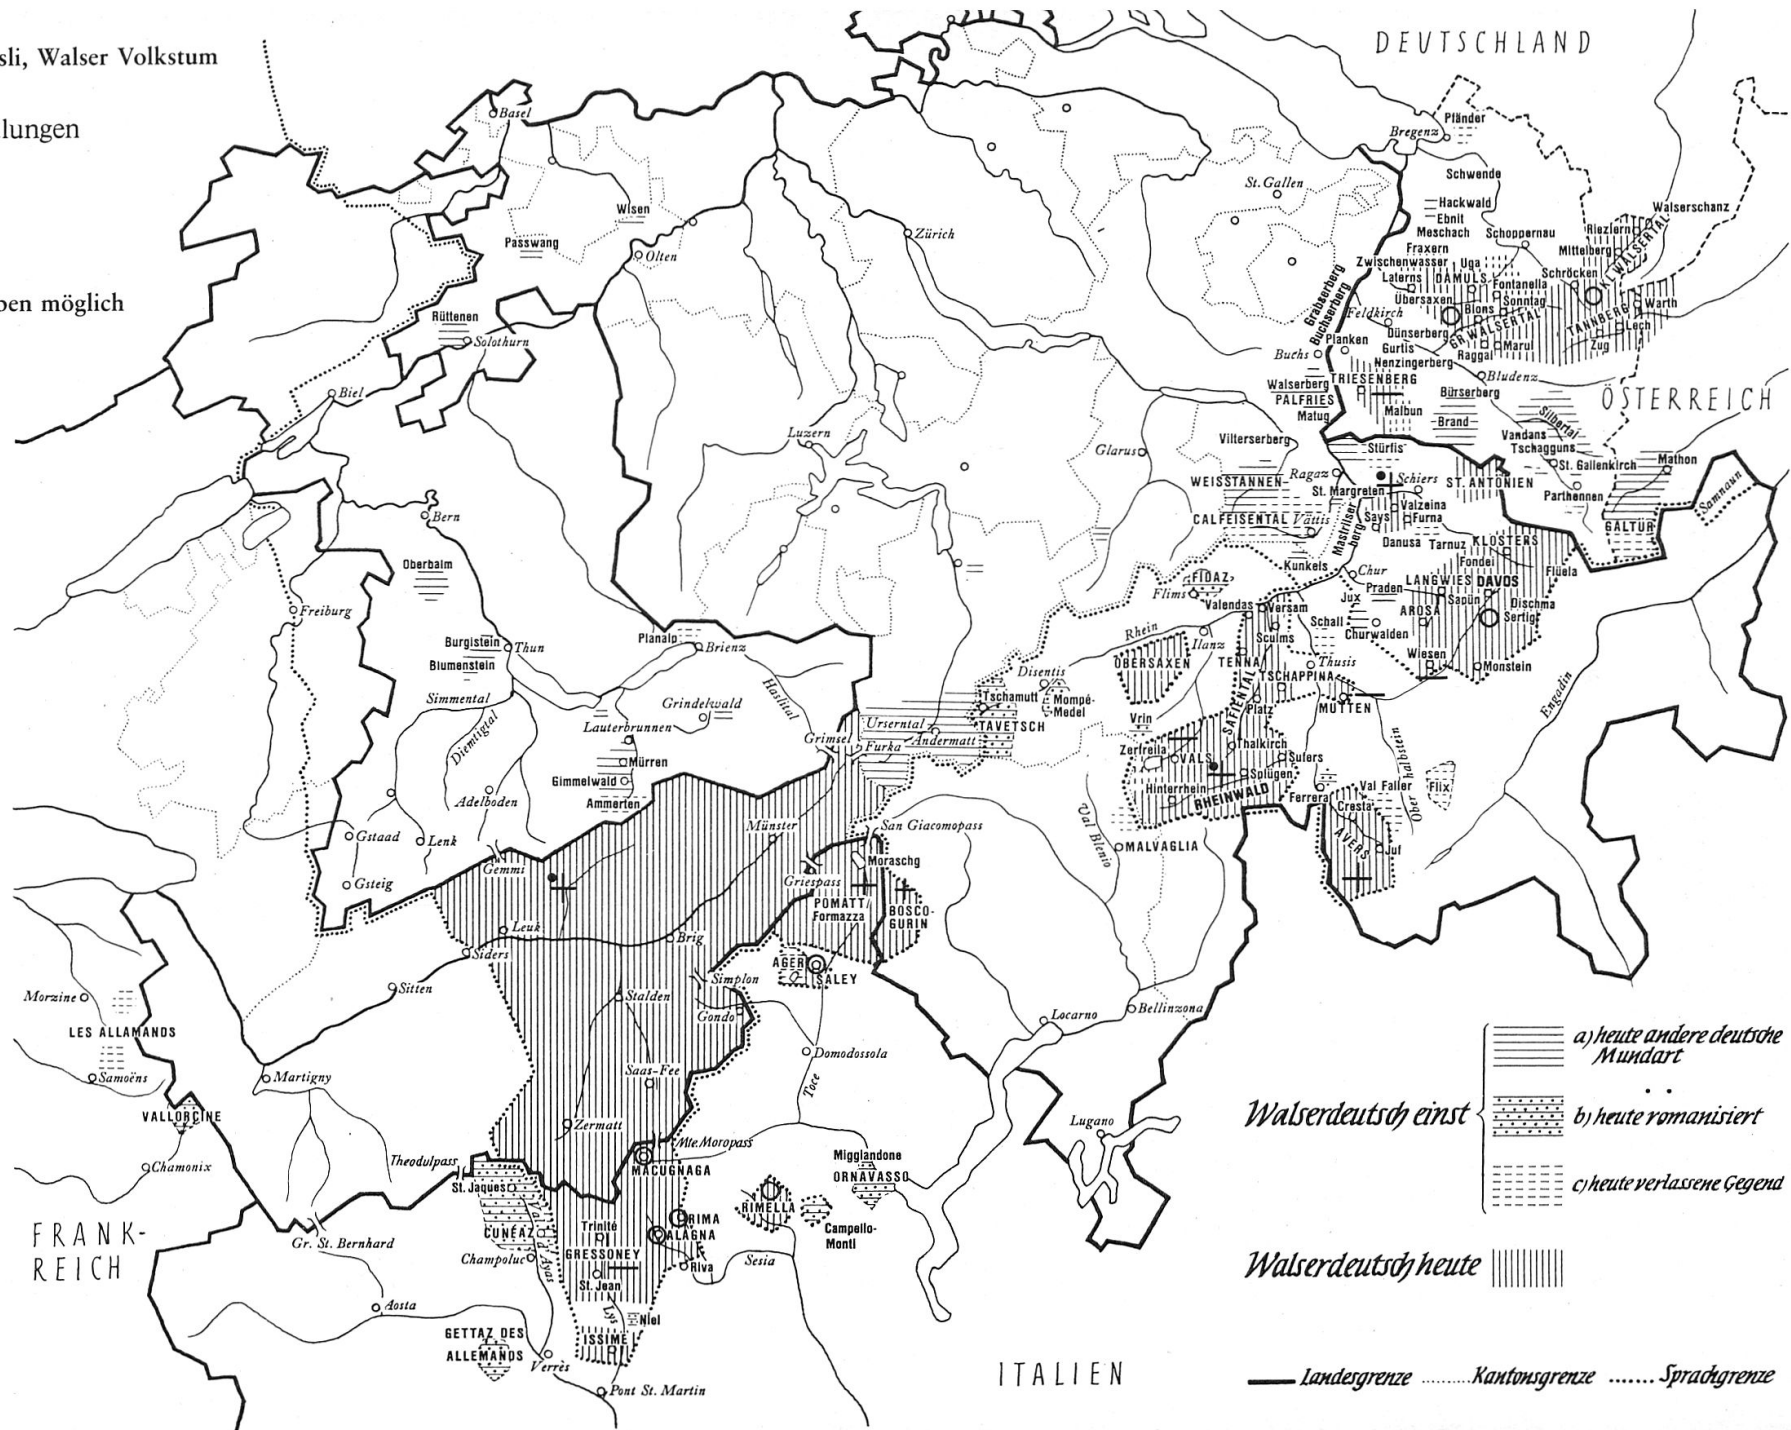 sli, Walser Volkstum
lungen
ben möglich
DEUTSCHLAND
ÖSTERREICH
FRANK-
REICH
ITALIEN
Basel
Wisen
Passwang
Olten
Zürich
Rüttenen
Solothurn
Biel
Luzern
Glarus
St. Gallen
Bregenz
Pfänder
Schwende
Hackwald
Ebnit
Meschach
Fraxern
Zwischenwasser
Uga
Laterns
DAMÜLS
Fontanella
Schoppernau
Riezlern
Walserschanz
Mittelberg
KL. WALSERTAL
Schröcken
Übersaxen
Sonntag
Blons
Warth
Feldkirch
Dünserberg
GR. WALSERTAL
TANNBERG
Lech
Grabserberg
Buchserberg
Planken
Gurtis
Raggal
Marul
Zug
Buchs
Nenzingerberg
Bludenz
Walserberg
TRIESENBERG
PALFRIES
Matug
Malbun
Bürserberg
Brand
Silbertal
Vandans
Tschagguns
St. Gallenkirch
Mathon
Parthennen
GALTÜR
Samnaun
Vilterserberg
Stürfis
Ragaz
Schiers
ST. ANTÖNIEN
WEISSTANNEN
St. Margreten
Valzeina
Says
Furna
CALFEISENTAL
Vättis
Mastrilser
berg
Danusa
Tarnuz
KLOSTERS
Kunkels
Fondei
Flüela
Chur
LANGWIES
DAVOS
FIDAZ
Flims
Praden
Jux
Sapün
Dischma
Valendas
Versam
AROSA
Sertig
Schall
Churwalden
Rhein
Ilanz
Sculms
Wiesen
Monstein
OBERSAXEN
TENNA
Thusis
TSCHAPPINA
Engadin
Disentis
Tschamutt
Mompé-
Medel
TAVETSCH
Platz
MUTTEN
SAFIENTAL
Vrin
Zerfreila
VALS
Thalkirch
Sufers
Splügen
Hinterrhein
RHEINWALD
Ferrera
Val Faller
Cresta
Flix
Oberhalbstein
AVERS
Juf
Val Blenio
MALVAGLIA
Bern
Oberbalm
Freiburg
Burgistein
Thun
Blumenstein
Planalp
Brienz
Simmental
Diemtigtal
Grindelwald
Haslital
Lauterbrunnen
Mürren
Gimmelwald
Ammerten
Adelboden
Grimsel
Urserntal
Furka
Andermatt
Gstaad
Lenk
Gsteig
Gemmi
Münster
San Giacomopass
Moraschg
Griespass
POMATT/
Formazza
BOSCO-
GURIN
Leuk
Siders
Brig
Sitten
AGER
SALEY
Simplon
Stalden
Gondo
Locarno
Bellinzona
Morzine
LES ALLAMANDS
Samoëns
VALLORCINE
Chamonix
Martigny
Saas-Fee
Domodossola
Toce
Zermatt
Mte. Moropass
Lugano
MACUGNAGA
Theodulpass
St. Jaques
Migglandone
ORNAVASSO
RIMELLA
Campello-
Monti
RIMA
ALAGNA
Trinité
GRESSONEY
CUNÉAZ
Val d'Ayas
Champoluc
Riva
Sesia
St. Jean
Gr. St. Bernhard
Aosta
Lys
Niel
ISSIME
GETTAZ DES
ALLEMANDS
Verrès
Pont St. Martin
Walserdeutsch einst
a) heute andere deutsche
Mundart
b) heute romanisiert
c) heute verlassene Gegend
Walserdeutsch heute
Landesgrenze
Kantonsgrenze
Sprachgrenze